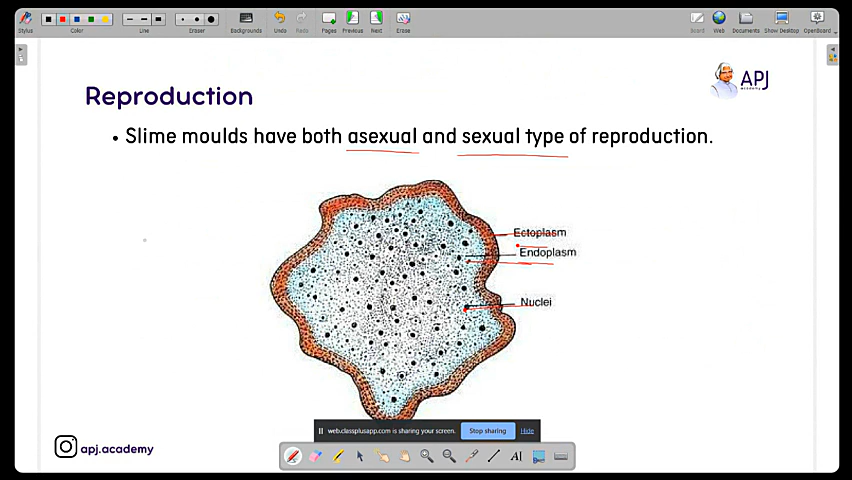 Stylus
Color
Line
Eraser
Backgrounds
Undo
Redo
Pages
Previous
Next
Erase
Board
Web
Documents
Show Desktop
OpenBoard
APJ
academy
Reproduction
• Slime moulds have both asexual and sexual type of reproduction.
Ectoplasm
Endoplasm
Nuclei
web.classplusapp.com is sharing your screen.
Stop sharing
Hide
apj.academy
AI